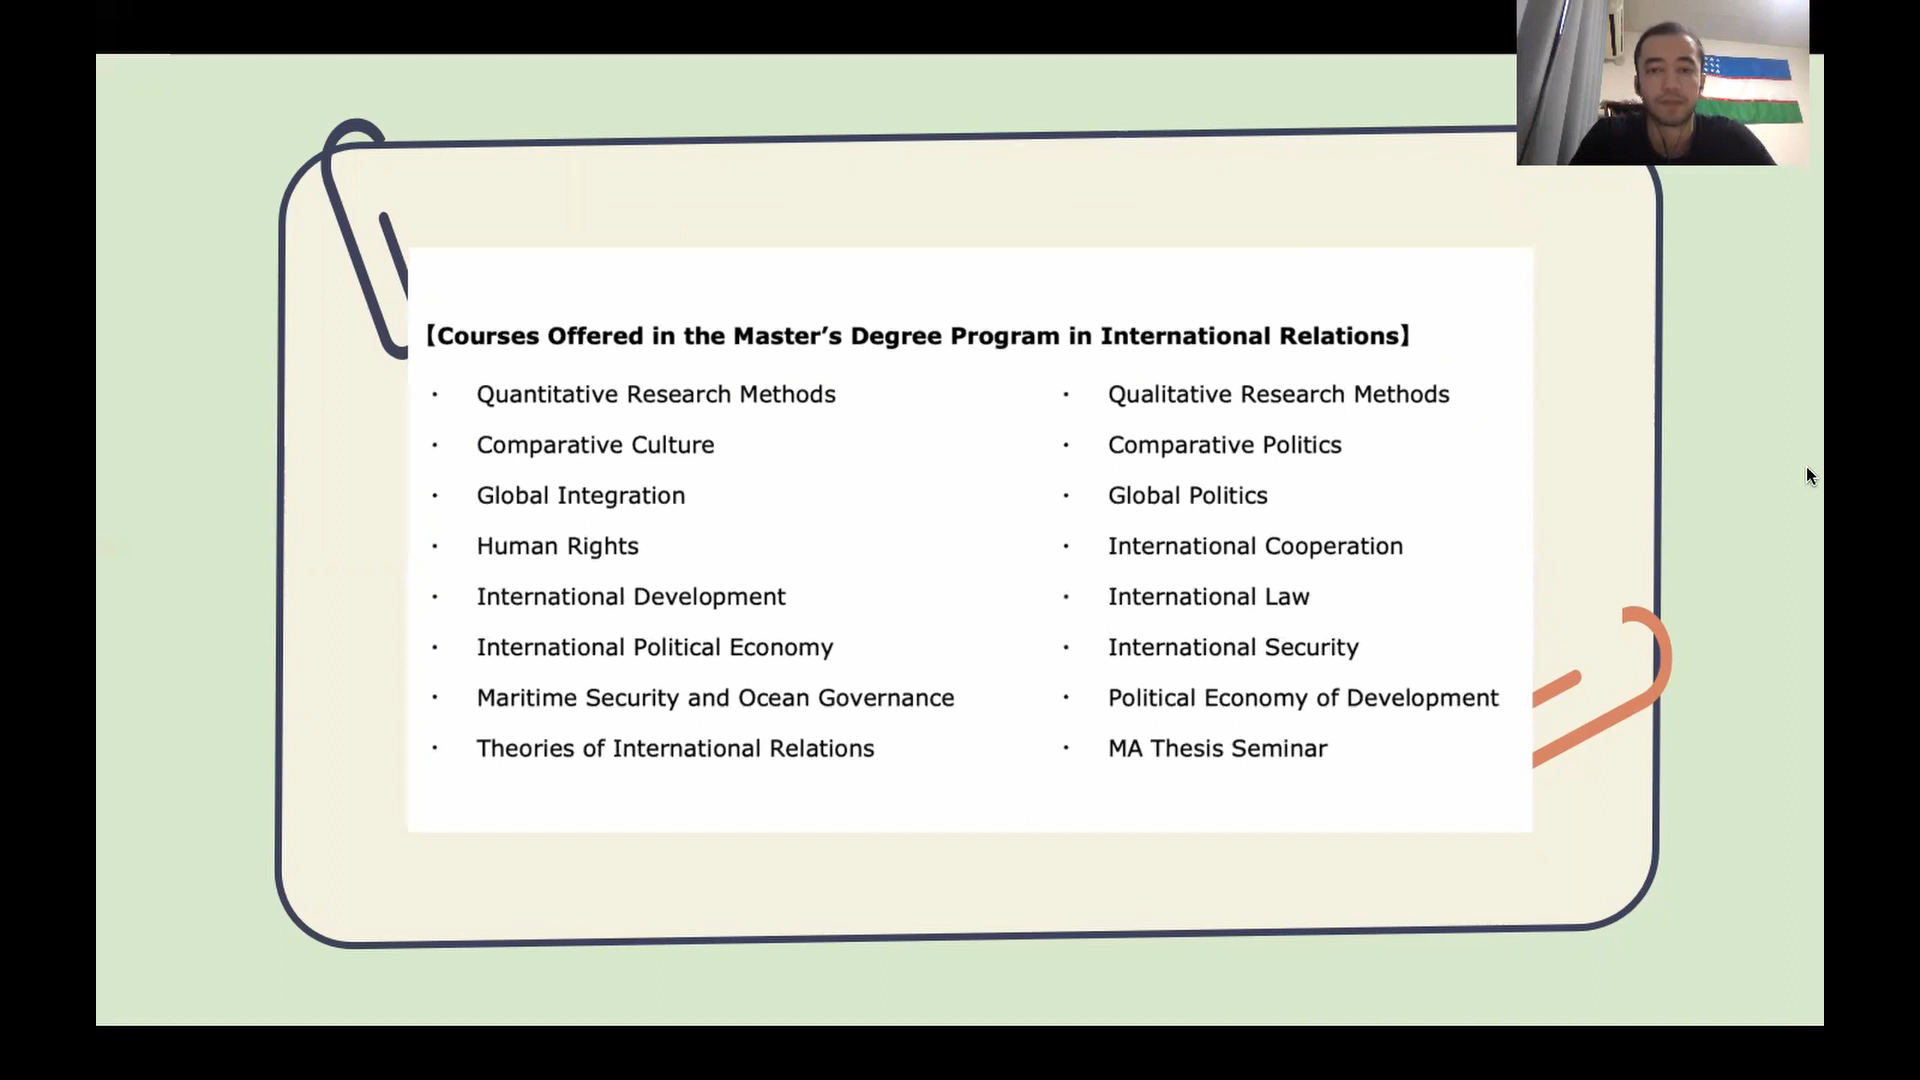 【Courses Offered in the Master’s Degree Program in International Relations】
・ Quantitative Research Methods
・ Comparative Culture
・ Global Integration
・ Human Rights
・ International Development
・ International Political Economy
・ Maritime Security and Ocean Governance
・ Theories of International Relations
・ Qualitative Research Methods
・ Comparative Politics
・ Global Politics
・ International Cooperation
・ International Law
・ International Security
・ Political Economy of Development
・ MA Thesis Seminar